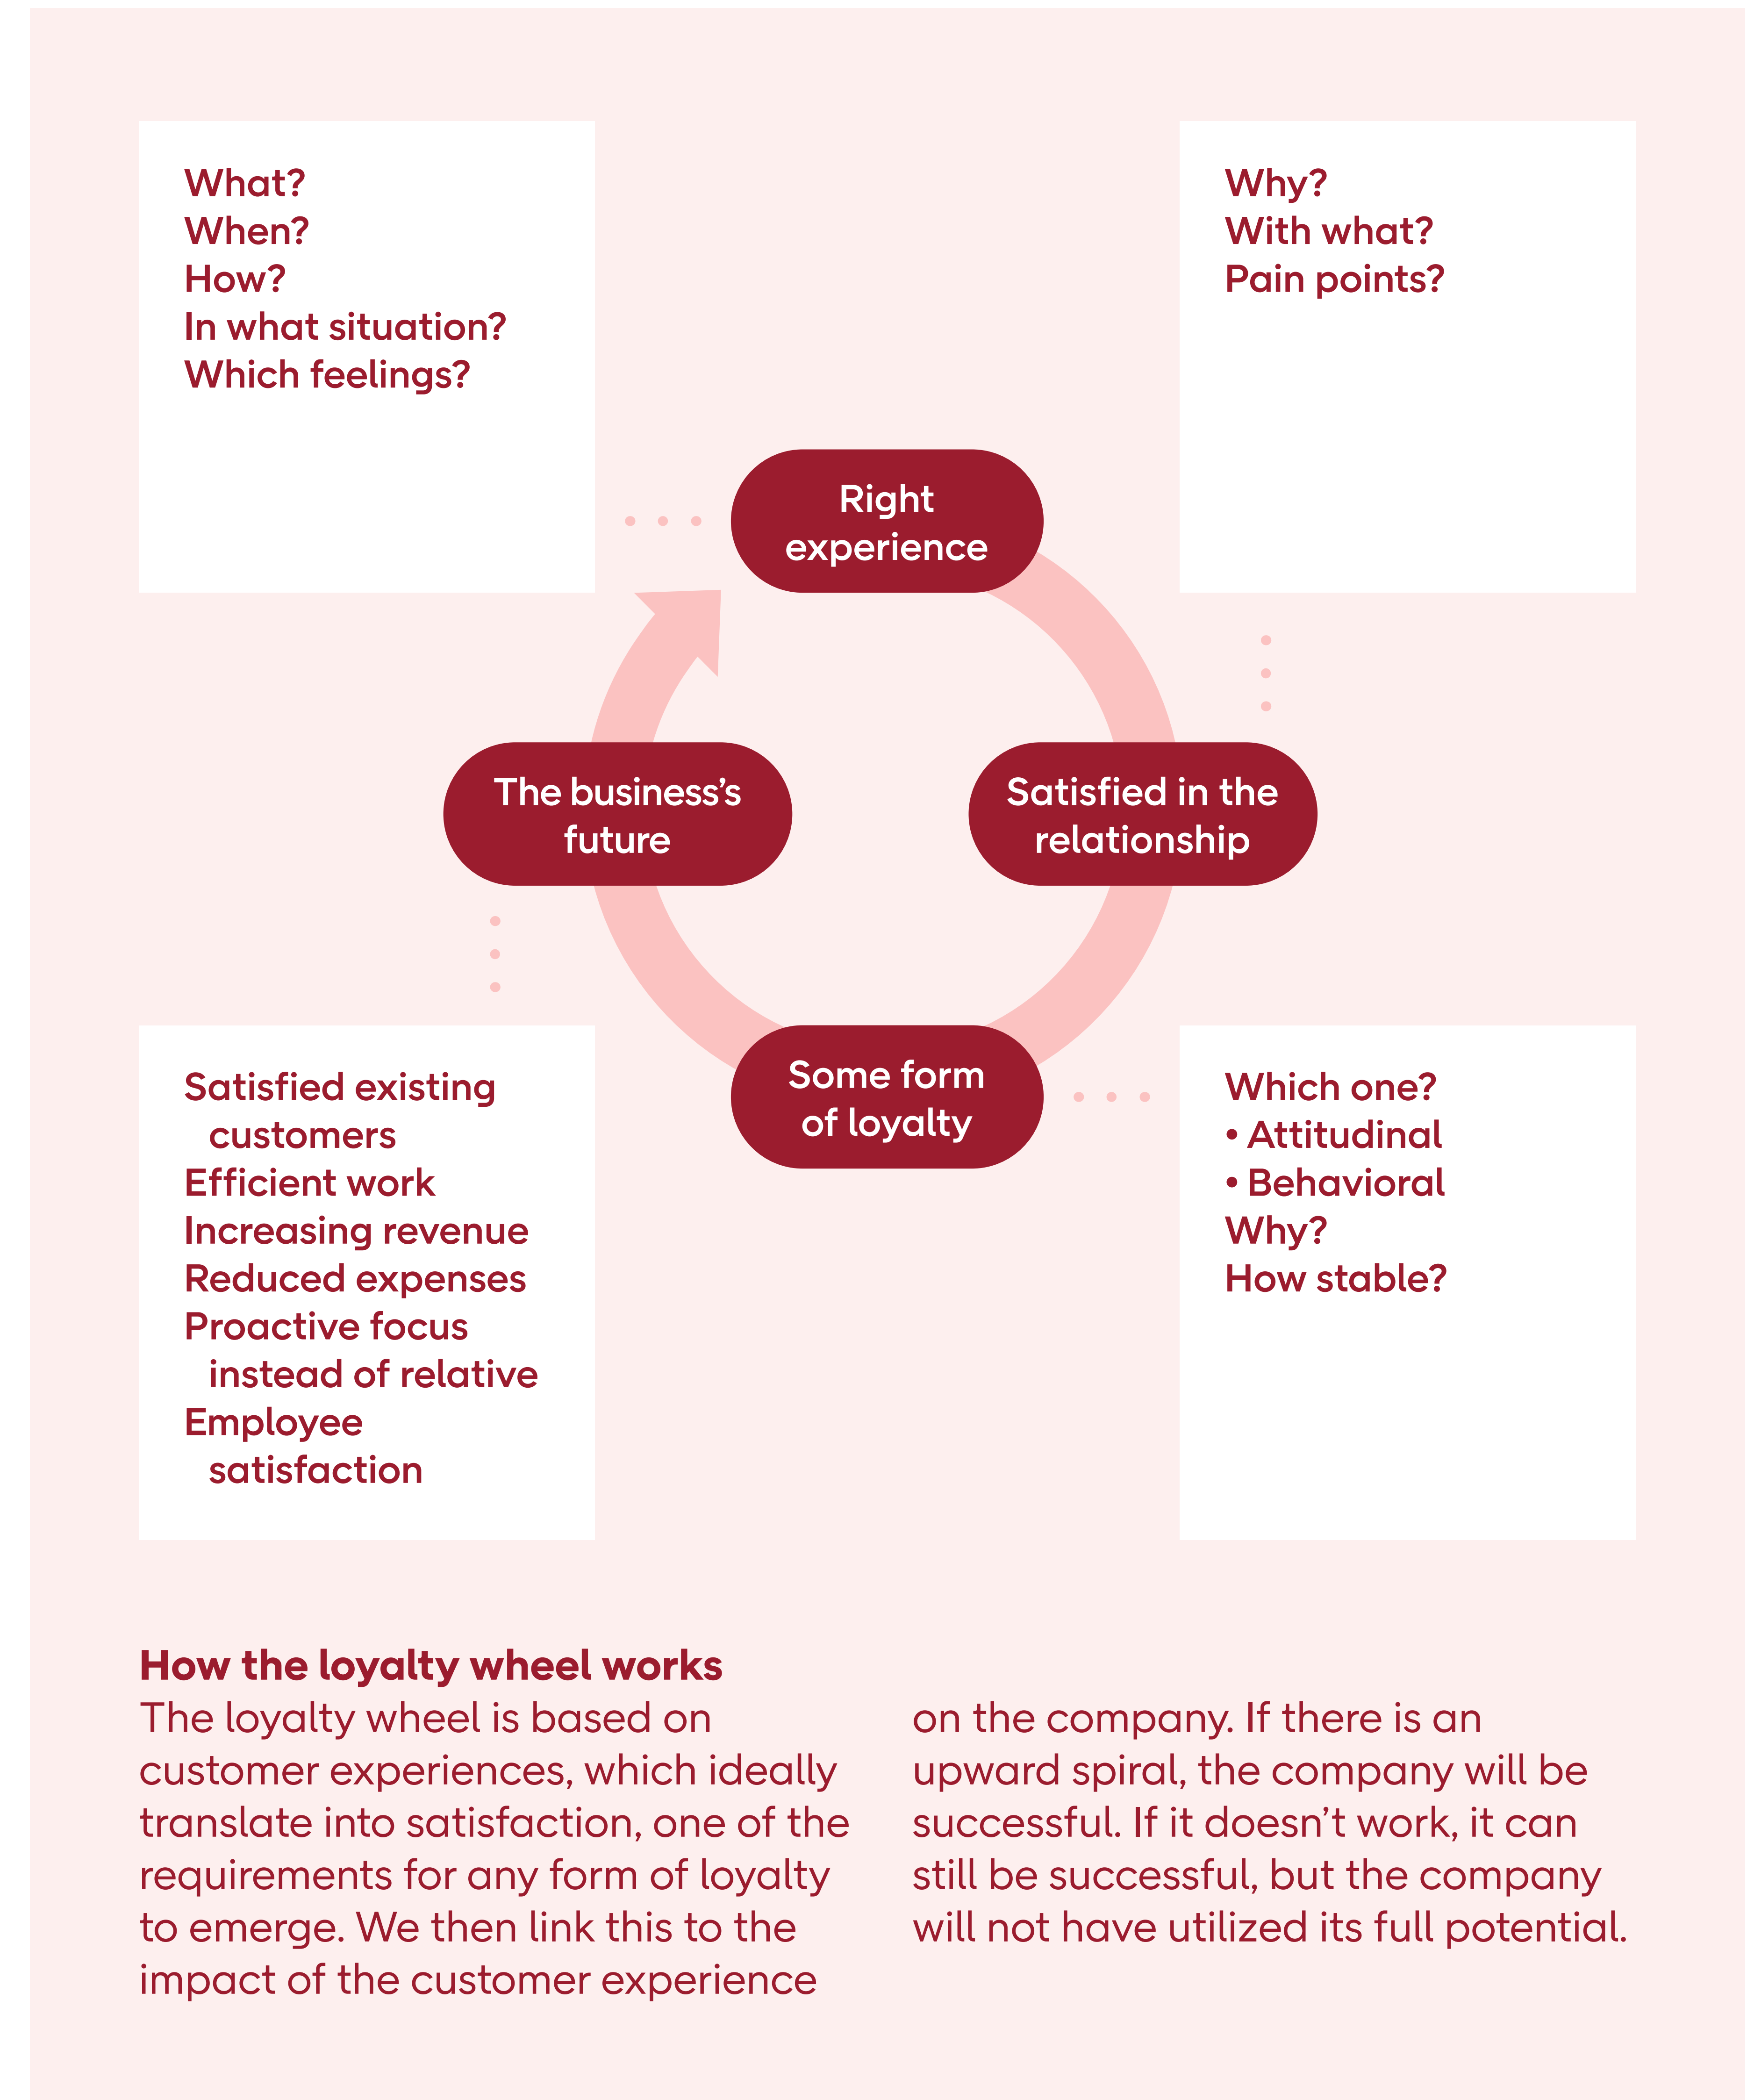 What?
When?
How?
In what situation?
Which feelings?
Why?
With what?
Pain points?
Right
experience
The business’s
future
Satisfied in the
relationship
Some form
of loyalty
Satisfied existing
customers
Efficient work
Increasing revenue
Reduced expenses
Proactive focus
instead of relative
Employee
satisfaction
Which one?
• Attitudinal
• Behavioral
Why?
How stable?
How the loyalty wheel works
The loyalty wheel is based on
customer experiences, which ideally
translate into satisfaction, one of the
requirements for any form of loyalty
to emerge. We then link this to the
impact of the customer experience
on the company. If there is an
upward spiral, the company will be
successful. If it doesn’t work, it can
still be successful, but the company
will not have utilized its full potential.